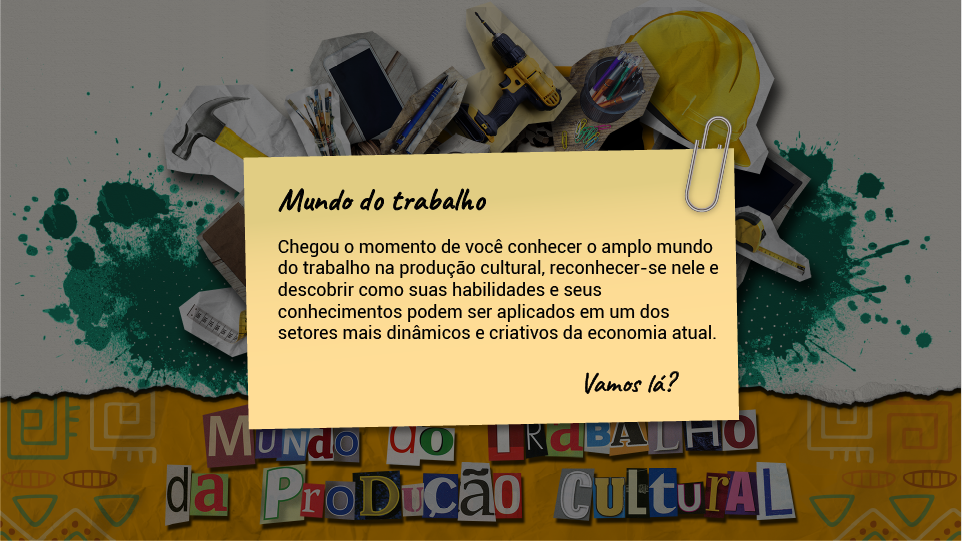 Mundo do trabalho
Chegou o momento de você conhecer o amplo mundo
do trabalho na produção cultural, reconhecer-se nele e
descobrir como suas habilidades e seus
conhecimentos podem ser aplicados em um dos
setores mais dinâmicos e criativos da economia atual.
Vamos lá?
Mundo do TRaBALHo
da PRoDuÇão CulturAL